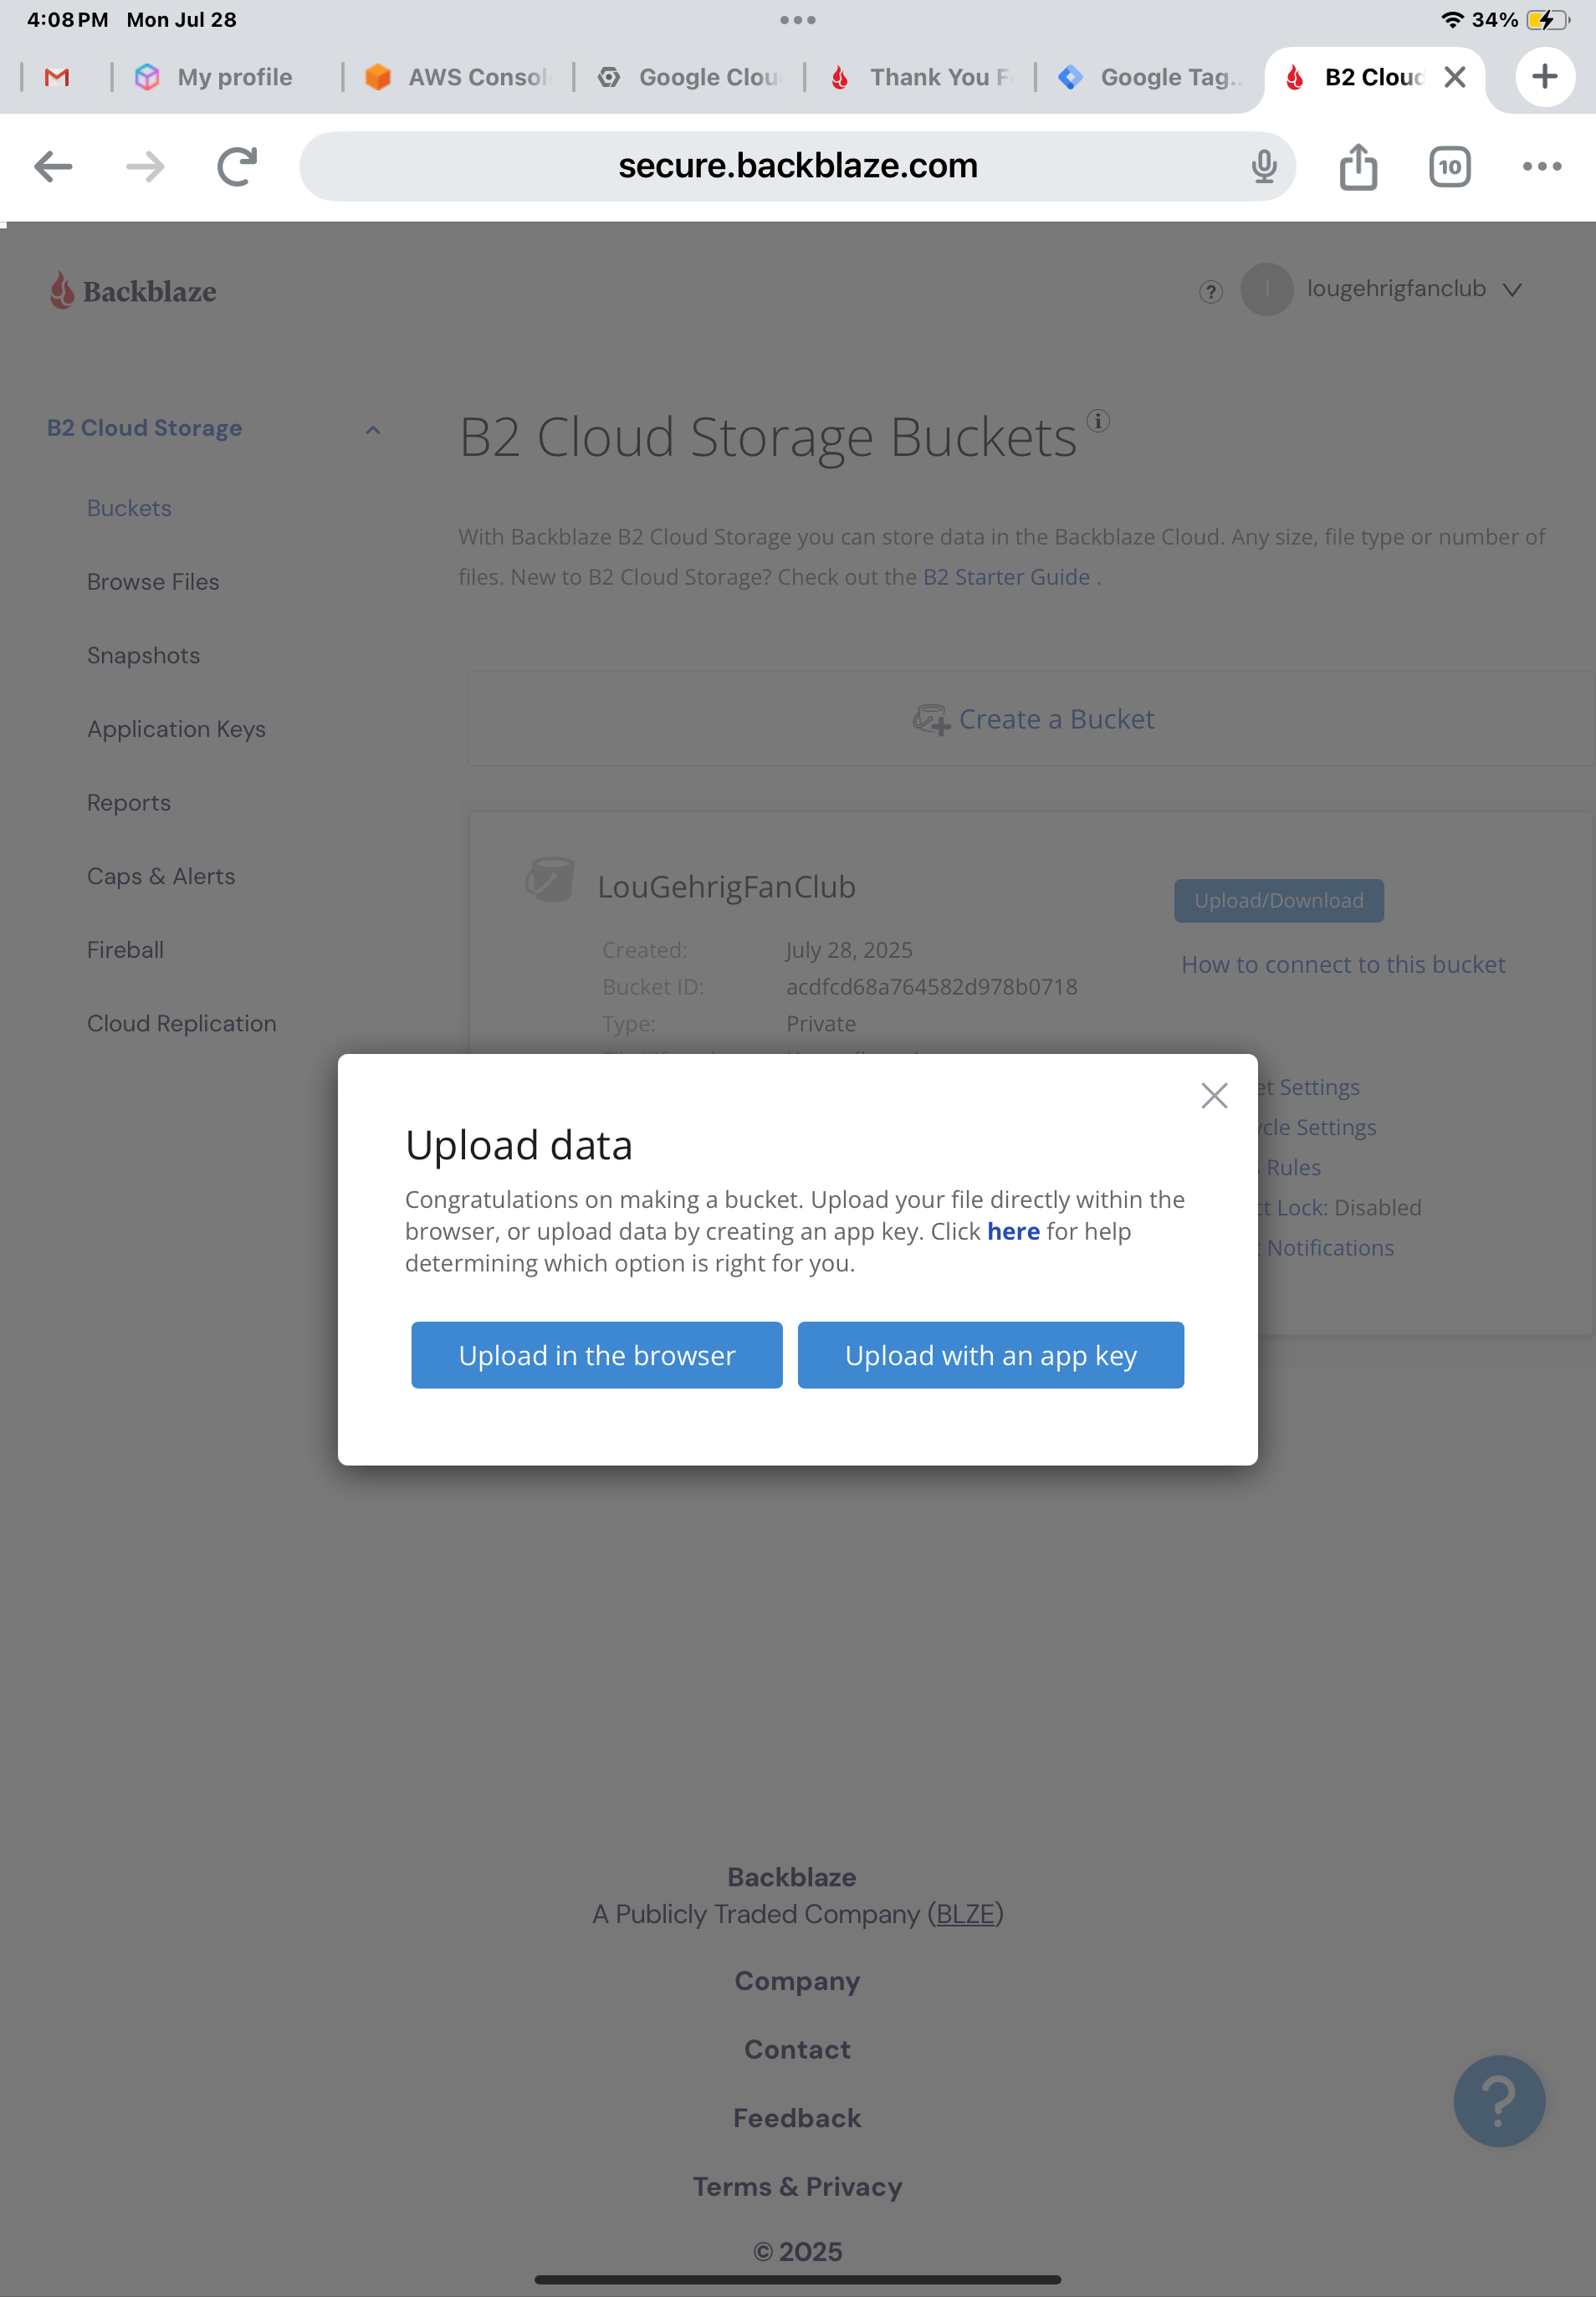 4:08 PM Mon Jul 28
34%
My profile
AWS Consol
Google Clou
Thank You F
Google Tag..
B2 Cloud
secure.backblaze.com
10
Backblaze
? l lougehrigfanclub
B2 Cloud Storage
Buckets
Browse Files
Snapshots
Application Keys
Reports
Caps & Alerts
Fireball
Cloud Replication
B2 Cloud Storage Buckets i
With Backblaze B2 Cloud Storage you can store data in the Backblaze Cloud. Any size, file type or number of
files. New to B2 Cloud Storage? Check out the B2 Starter Guide .
Create a Bucket
LouGehrigFanClub
Created: July 28, 2025
Bucket ID: acdfcd68a764582d978b0718
Type: Private
Upload/Download
How to connect to this bucket
et Settings
ycle Settings
Rules
ct Lock: Disabled
Notifications
Upload data
Congratulations on making a bucket. Upload your file directly within the
browser, or upload data by creating an app key. Click here for help
determining which option is right for you.
Upload in the browser
Upload with an app key
Backblaze
A Publicly Traded Company (BLZE)
Company
Contact
Feedback
Terms & Privacy
© 2025
?